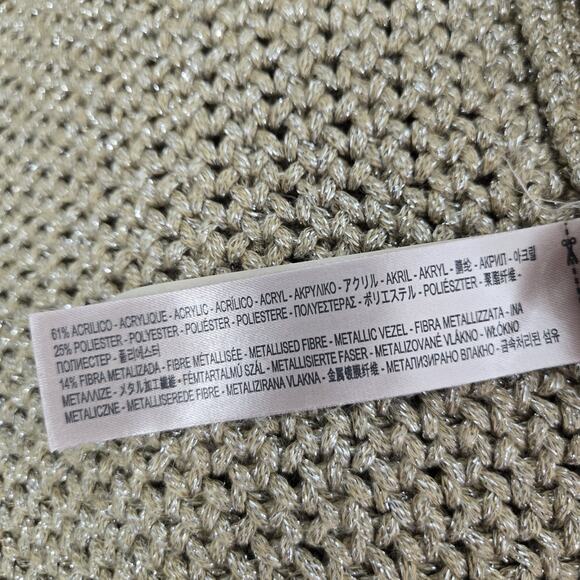 61% ACRILICO - ACRYLIQUE - ACRYLIC - ACRÍLICO - ACRYL - ΑΚΡΥΛΙΚΟ - アクリル - AKRIL - AKRYL - 腈纶 - АКРИЛ - 아크릴
25% POLIESTER - POLYESTER - POLIÉSTER - POLIESTERE - ΠΟΛΥΕΣΤΕΡΑΣ - ポリエステル - POLIÉSZTER - 聚酯纤维 -
ПОЛИЕСТЕР - 폴리에스터
14% FIBRA METALIZADA - FIBRE MÉTALLISÉE - METALLISED FIBRE - METALLIC VEZEL - FIBRA METALLIZZATA - ΙΝΑ
ΜΕΤΑΛΛΙΖΕ - メタル加工繊維 - FÉMTARTALMÚ SZÁL - METALLISIERTE FASER - METALIZOVANÉ VLÁKNO - WŁÓKNO
METALICZNE - METALLISEREDE FIBRE - METALIZIRANA VLAKNA - 金属镀膜纤维 - МЕТАЛИЗИРАНО ВЛАКНО - 금속처리된 섬유